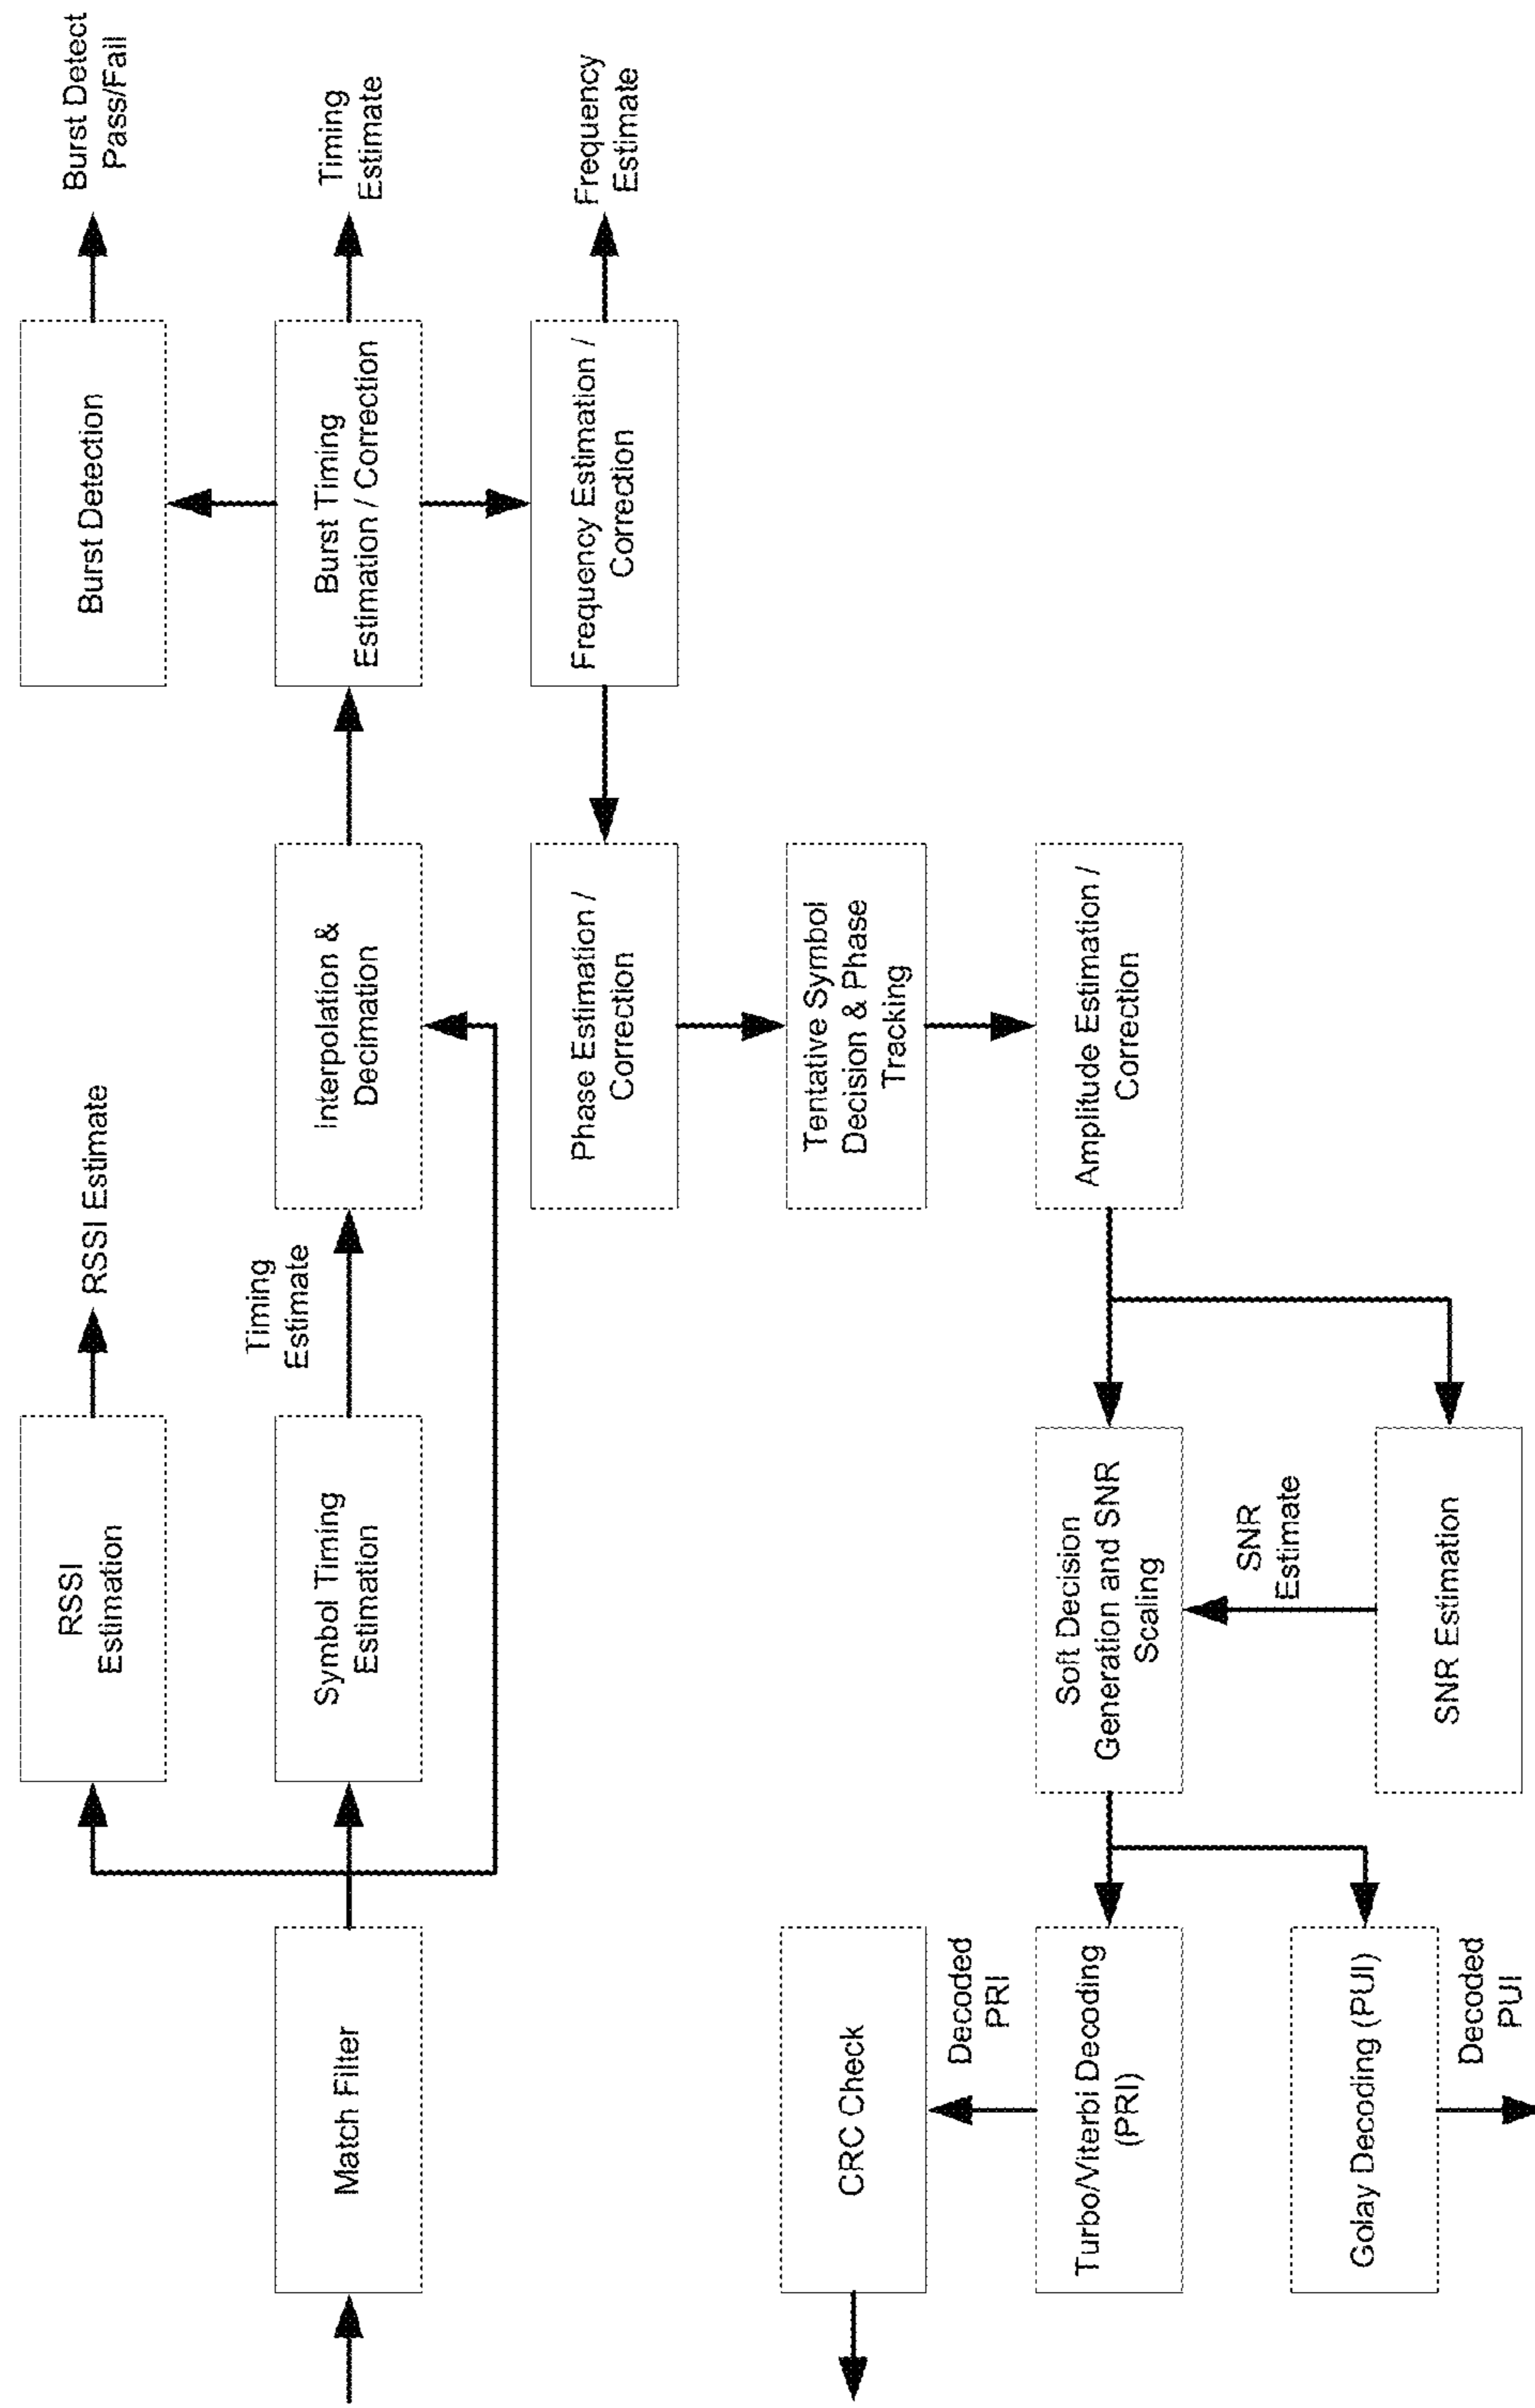 RSSI
Estimation
RSSI Estimate
Burst Detection
Burst Detect
Pass/Fail
Match Filter
Symbol Timing
Estimation
Timing
Estimate
Interpolation &
Decimation
Burst Timing
Estimation / Correction
Timing
Estimate
Phase Estimation /
Correction
Frequency Estimation /
Correction
Frequency
Estimate
Tentative Symbol
Decision & Phase
Tracking
CRC Check
Decoded
PRI
Turbo/Viterbi Decoding
(PRI)
Soft Decision
Generation and SNR
Scaling
Amplitude Estimation /
Correction
SNR
Estimate
Golay Decoding (PUI)
SNR Estimation
Decoded
PUI